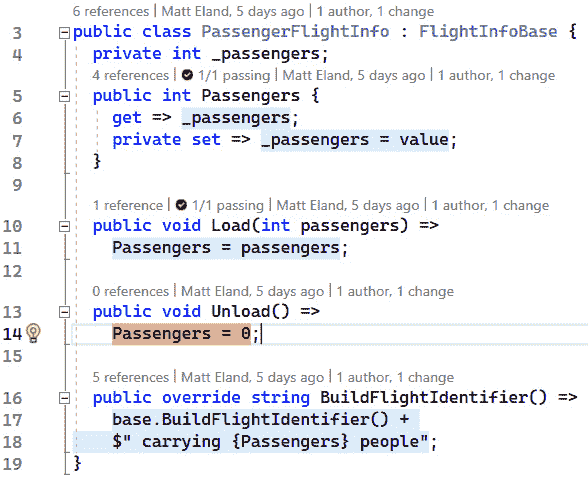 6 references | Matt Eland, 5 days ago | 1 author, 1 change
3 public class PassengerFlightInfo : FlightInfoBase {
4 private int _passengers;
4 references | 1/1 passing | Matt Eland, 5 days ago | 1 author, 1 change
5 public int Passengers {
6 get => _passengers;
7 private set => _passengers = value;
8 }
9
1 reference | 1/1 passing | Matt Eland, 5 days ago | 1 author, 1 change
10 public void Load(int passengers) =>
11 Passengers = passengers;
12
0 references | Matt Eland, 5 days ago | 1 author, 1 change
13 public void Unload() =>
14 Passengers = 0;
15
5 references | Matt Eland, 5 days ago | 1 author, 1 change
16 public override string BuildFlightIdentifier() =>
17 base.BuildFlightIdentifier() +
18 $" carrying {Passengers} people";
19 }